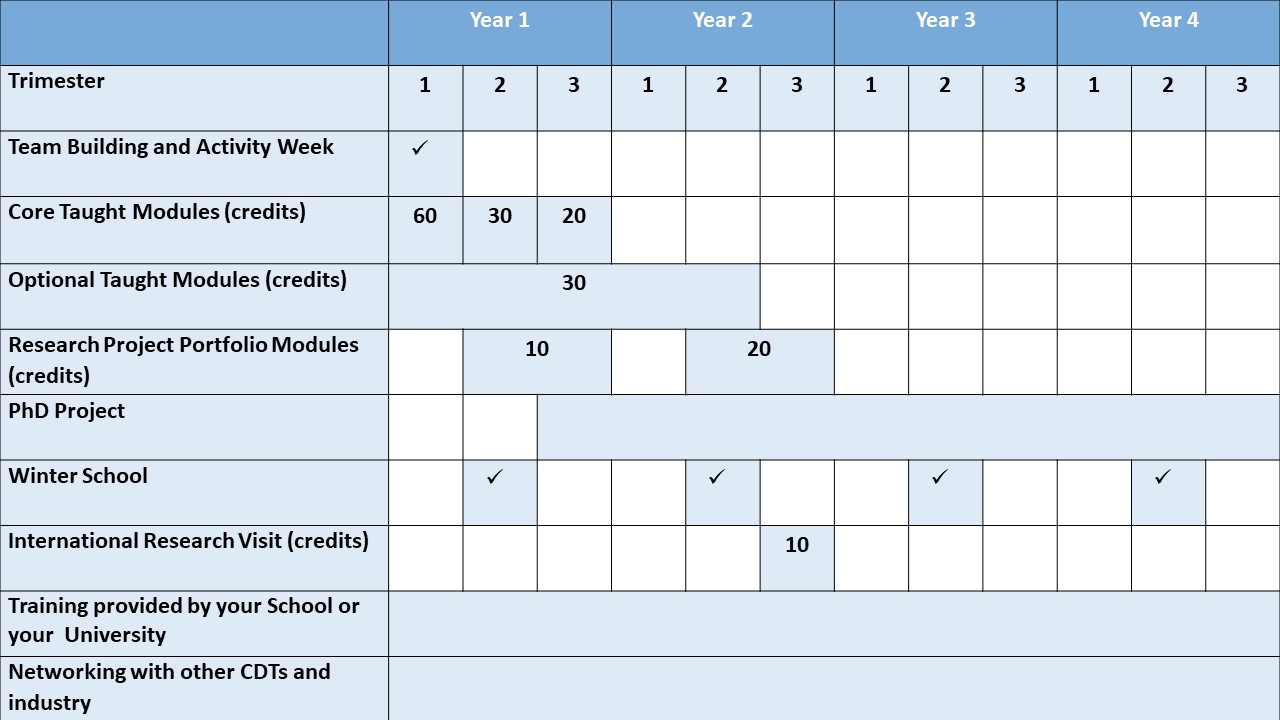 Year 1 Year 2 Year 3 Year 4
Trimester 1 2 3 1 2 3 1 2 3 1 2 3
Team Building and Activity Week ✓
Core Taught Modules (credits) 60 30 20
Optional Taught Modules (credits) 30
Research Project Portfolio Modules 10 20
(credits)
PhD Project
Winter School ✓ ✓ ✓ ✓
International Research Visit (credits) 10
Training provided by your School or
your University
Networking with other CDTs and
industry